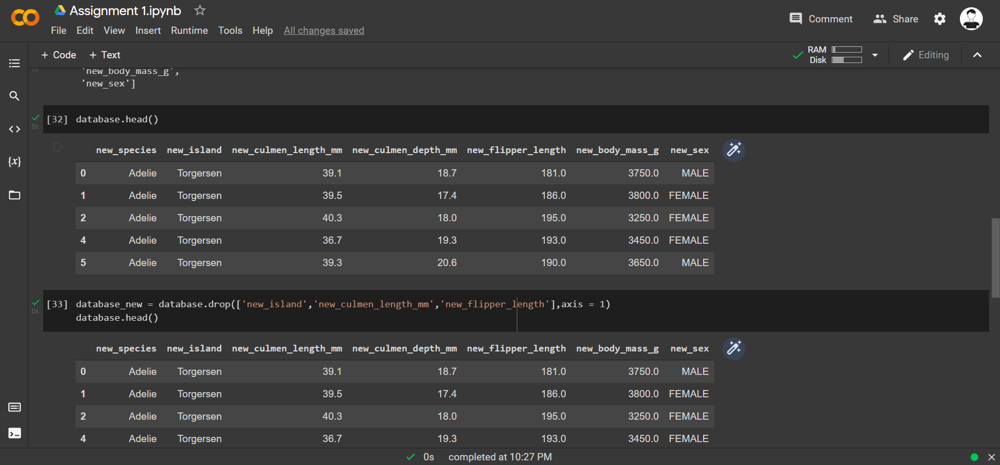 Assignment 1.ipynb
File Edit View Insert Runtime Tools Help All changes saved
Comment Share
+ Code + Text
RAM
Disk
Editing
0s
'new_body_mass_g',
'new_sex']
[32] database.head()
0s
new_species new_island new_culmen_length_mm new_culmen_depth_mm new_flipper_length new_body_mass_g new_sex
0 Adelie Torgersen 39.1 18.7 181.0 3750.0 MALE
1 Adelie Torgersen 39.5 17.4 186.0 3800.0 FEMALE
2 Adelie Torgersen 40.3 18.0 195.0 3250.0 FEMALE
4 Adelie Torgersen 36.7 19.3 193.0 3450.0 FEMALE
5 Adelie Torgersen 39.3 20.6 190.0 3650.0 MALE
[33] database_new = database.drop(['new_island','new_culmen_length_mm','new_flipper_length'],axis = 1)
0s database.head()
new_species new_island new_culmen_length_mm new_culmen_depth_mm new_flipper_length new_body_mass_g new_sex
0 Adelie Torgersen 39.1 18.7 181.0 3750.0 MALE
1 Adelie Torgersen 39.5 17.4 186.0 3800.0 FEMALE
2 Adelie Torgersen 40.3 18.0 195.0 3250.0 FEMALE
4 Adelie Torgersen 36.7 19.3 193.0 3450.0 FEMALE
0s completed at 10:27 PM